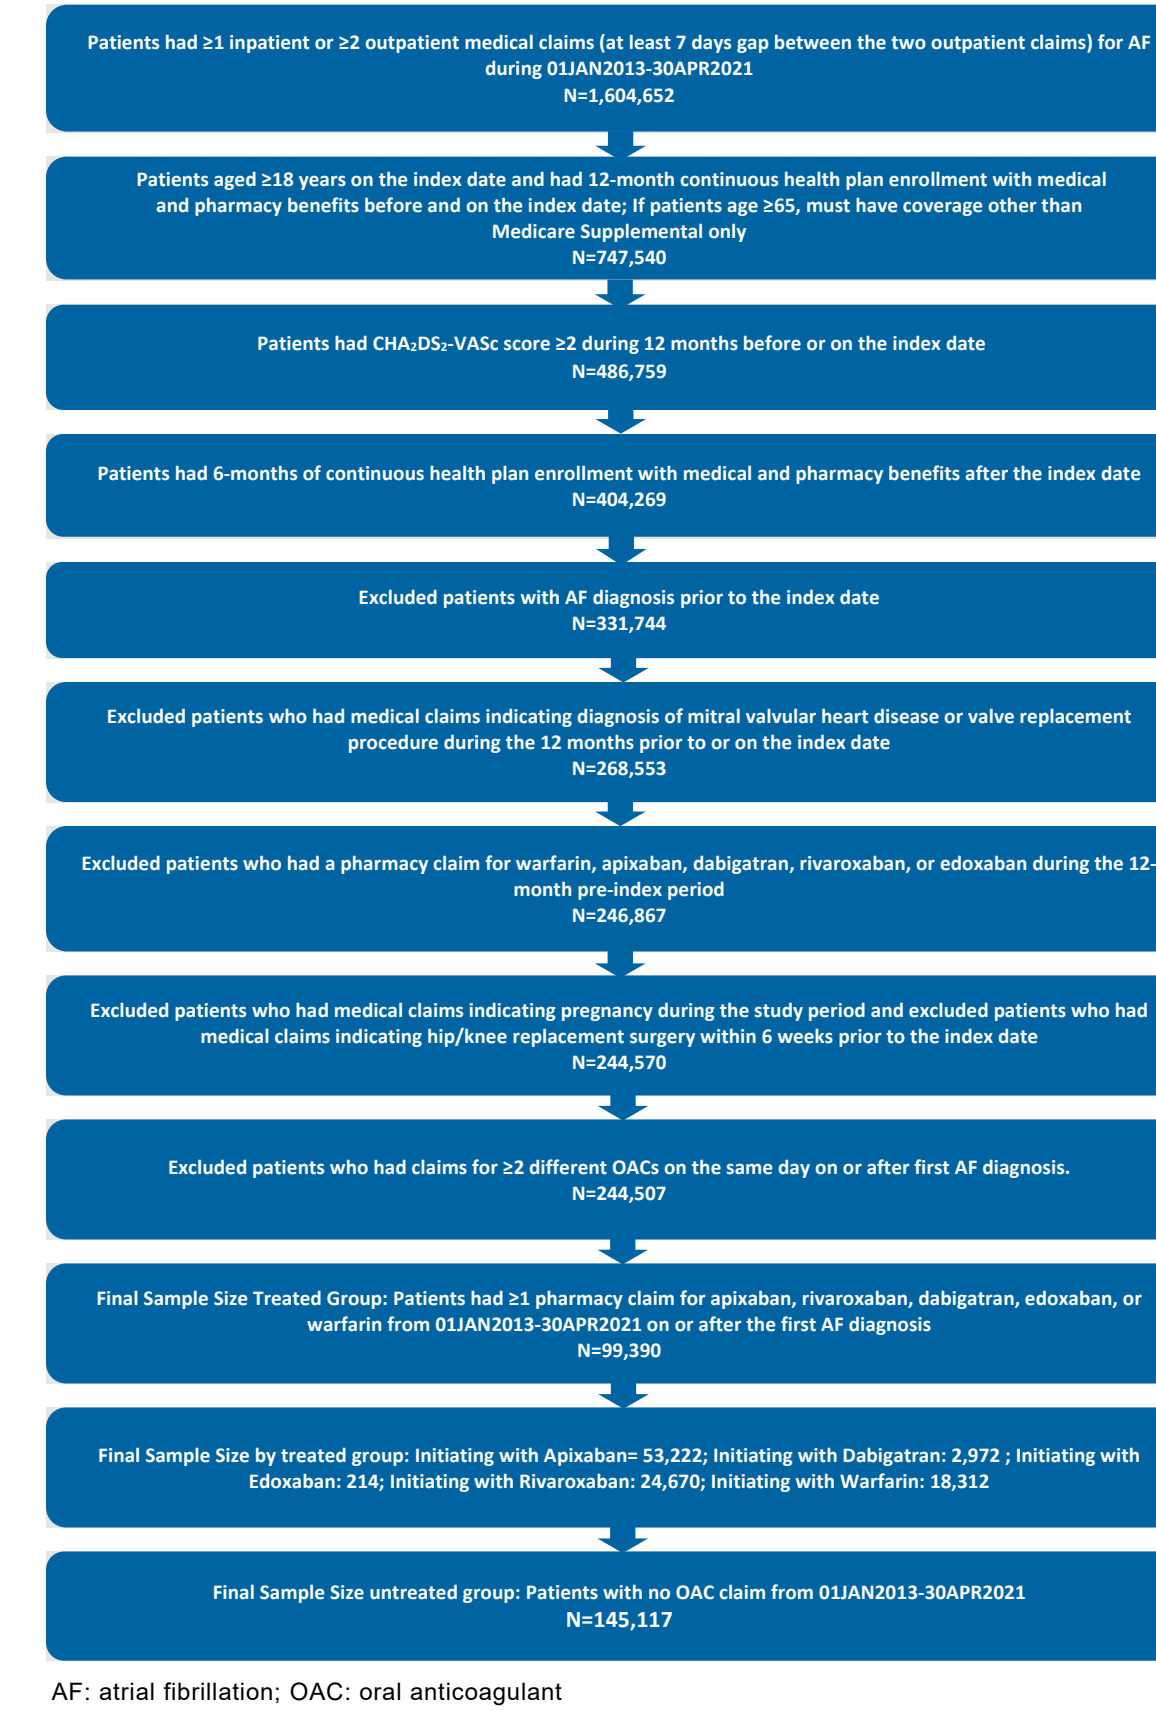 Patients had ≥1 inpatient or ≥2 outpatient medical claims (at least 7 days gap between the two outpatient claims) for AF
during 01JAN2013-30APR2021
N=1,604,652
Patients aged ≥18 years on the index date and had 12-month continuous health plan enrollment with medical
and pharmacy benefits before and on the index date; If patients age ≥65, must have coverage other than
Medicare Supplemental only
N=747,540
Patients had CHA₂DS₂-VASc score ≥2 during 12 months before or on the index date
N=486,759
Patients had 6-months of continuous health plan enrollment with medical and pharmacy benefits after the index date
N=404,269
Excluded patients with AF diagnosis prior to the index date
N=331,744
Excluded patients who had medical claims indicating diagnosis of mitral valvular heart disease or valve replacement
procedure during the 12 months prior to or on the index date
N=268,553
Excluded patients who had a pharmacy claim for warfarin, apixaban, dabigatran, rivaroxaban, or edoxaban during the 12-
month pre-index period
N=246,867
Excluded patients who had medical claims indicating pregnancy during the study period and excluded patients who had
medical claims indicating hip/knee replacement surgery within 6 weeks prior to the index date
N=244,570
Excluded patients who had claims for ≥2 different OACs on the same day on or after first AF diagnosis.
N=244,507
Final Sample Size Treated Group: Patients had ≥1 pharmacy claim for apixaban, rivaroxaban, dabigatran, edoxaban, or
warfarin from 01JAN2013-30APR2021 on or after the first AF diagnosis
N=99,390
Final Sample Size by treated group: Initiating with Apixaban= 53,222; Initiating with Dabigatran: 2,972 ; Initiating with
Edoxaban: 214; Initiating with Rivaroxaban: 24,670; Initiating with Warfarin: 18,312
Final Sample Size untreated group: Patients with no OAC claim from 01JAN2013-30APR2021
N=145,117
AF: atrial fibrillation; OAC: oral anticoagulant